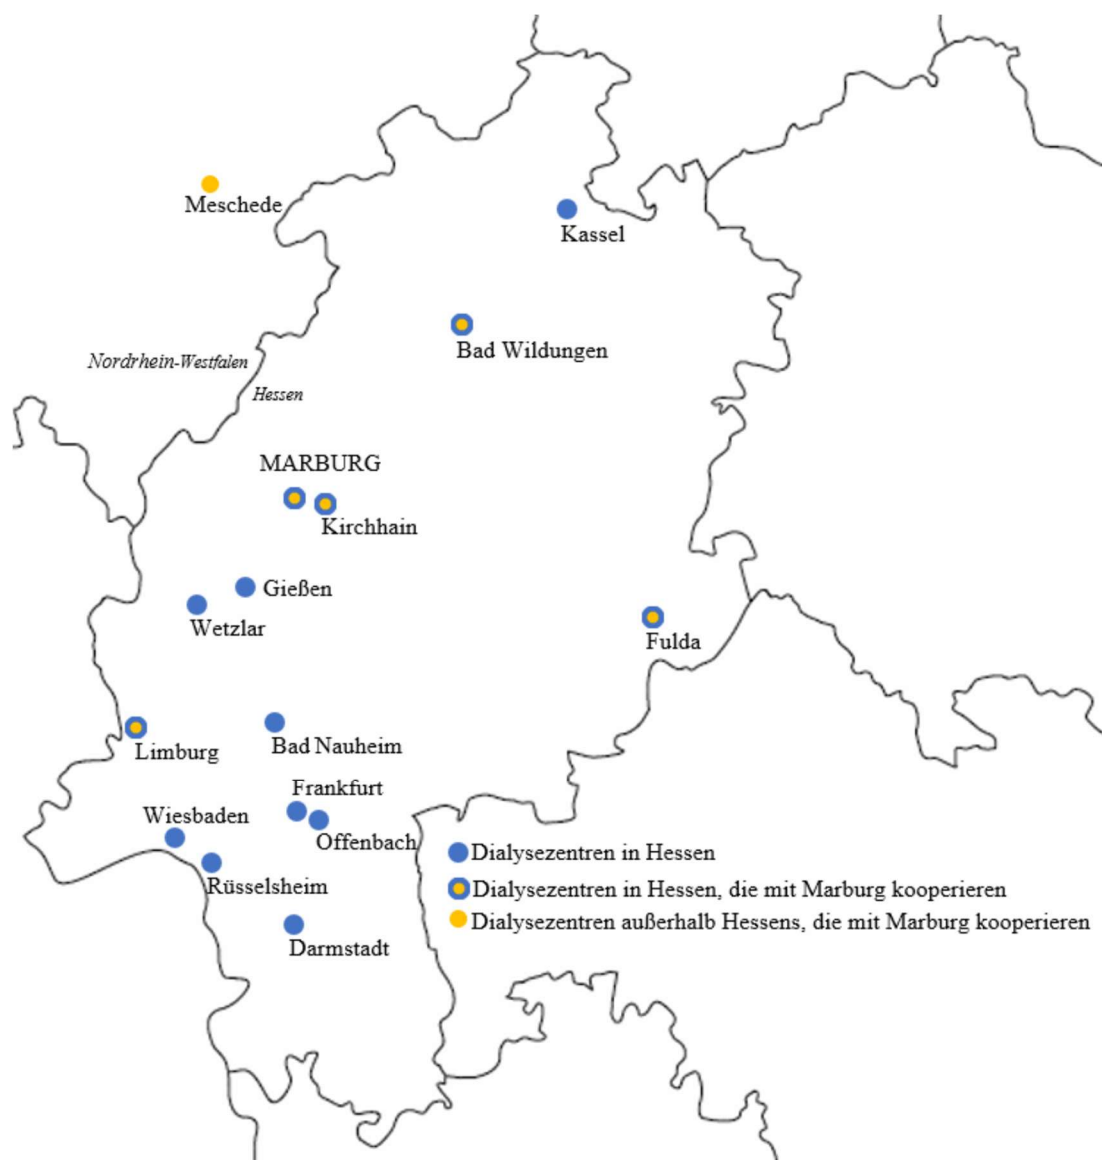 Meschede
Kassel
Bad Wildungen
Nordrhein-Westfalen
Hessen
MARBURG
Kirchhain
Gießen
Wetzlar
Fulda
Limburg
Bad Nauheim
Frankfurt
Wiesbaden
Offenbach
Rüsselsheim
Darmstadt
Dialysezentren in Hessen
Dialysezentren in Hessen, die mit Marburg kooperieren
Dialysezentren außerhalb Hessens, die mit Marburg kooperieren